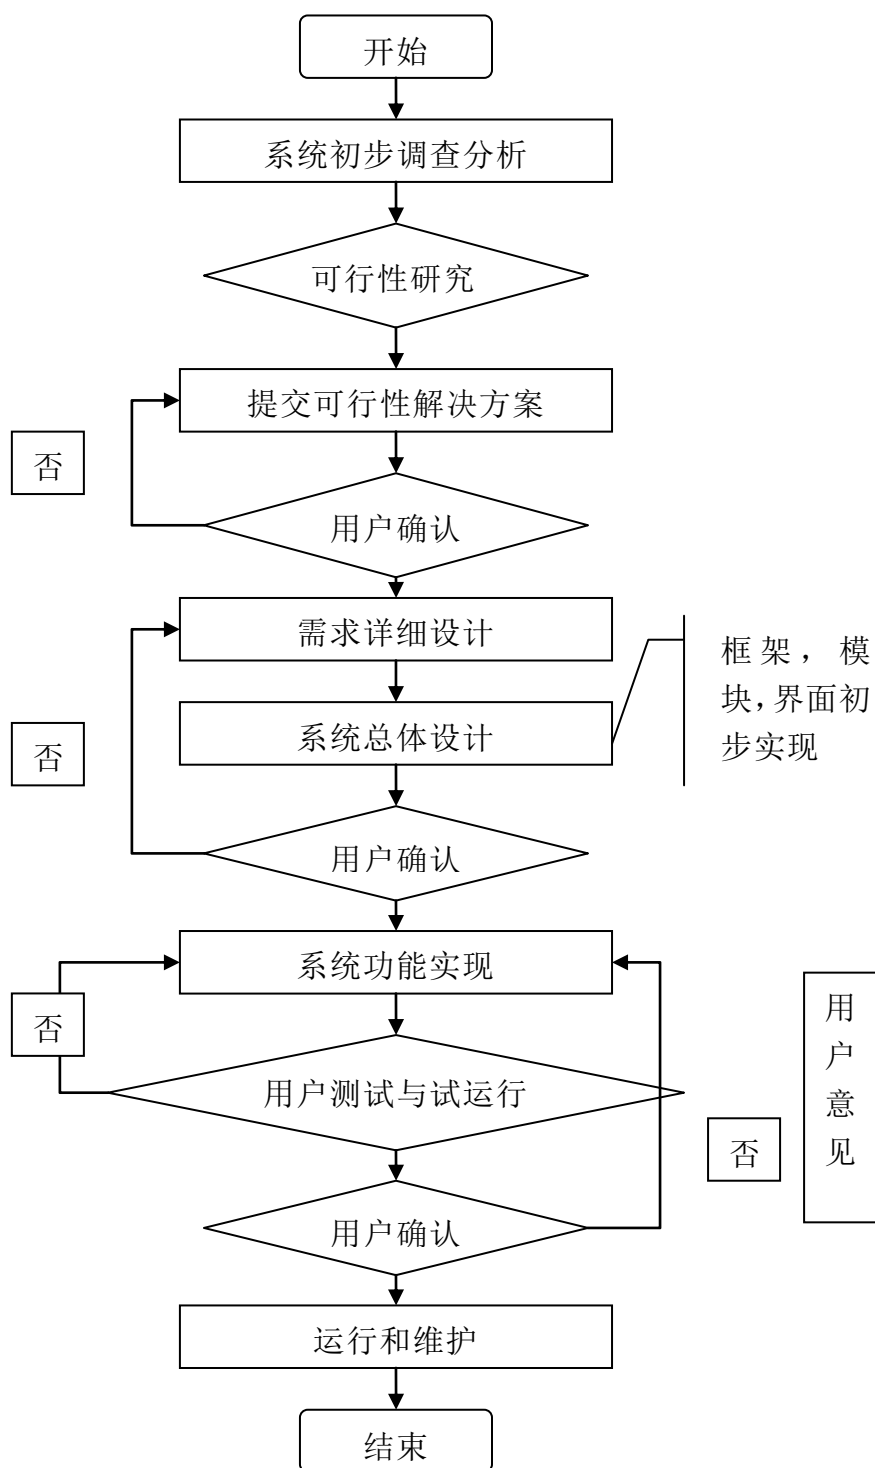 开始
系统初步调查分析
可行性研究
提交可行性解决方案
否
用户确认
需求详细设计
框架，模
块，界面初
步实现
系统总体设计
否
用户确认
系统功能实现
否
用户测试与试运行
用
户
意
见
否
用户确认
运行和维护
结束